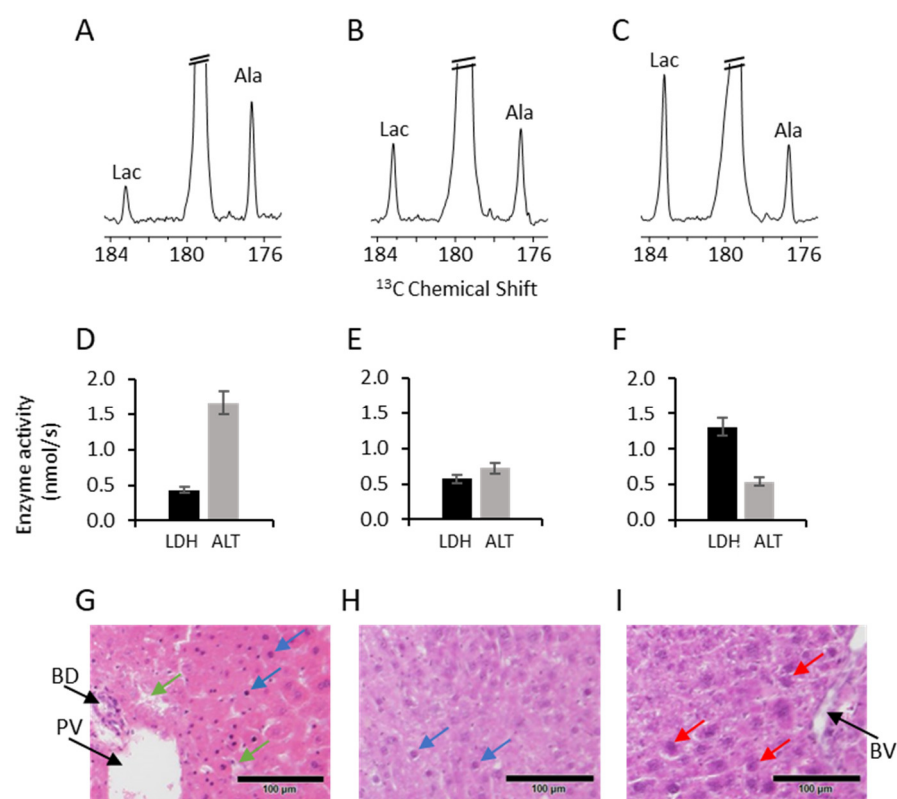 A B C
Lac Ala
Lac Ala
Lac Ala
184 180 176
184 180 176
184 180 176
¹³C Chemical Shift
D E F
Enzyme activity
(nmol/s)
2.0
1.5
1.0
0.5
0.0
LDH ALT
2.0
1.5
1.0
0.5
0.0
LDH ALT
2.0
1.5
1.0
0.5
0.0
LDH ALT
G H I
BD
PV
100 µm
100 µm
BV
100 µm